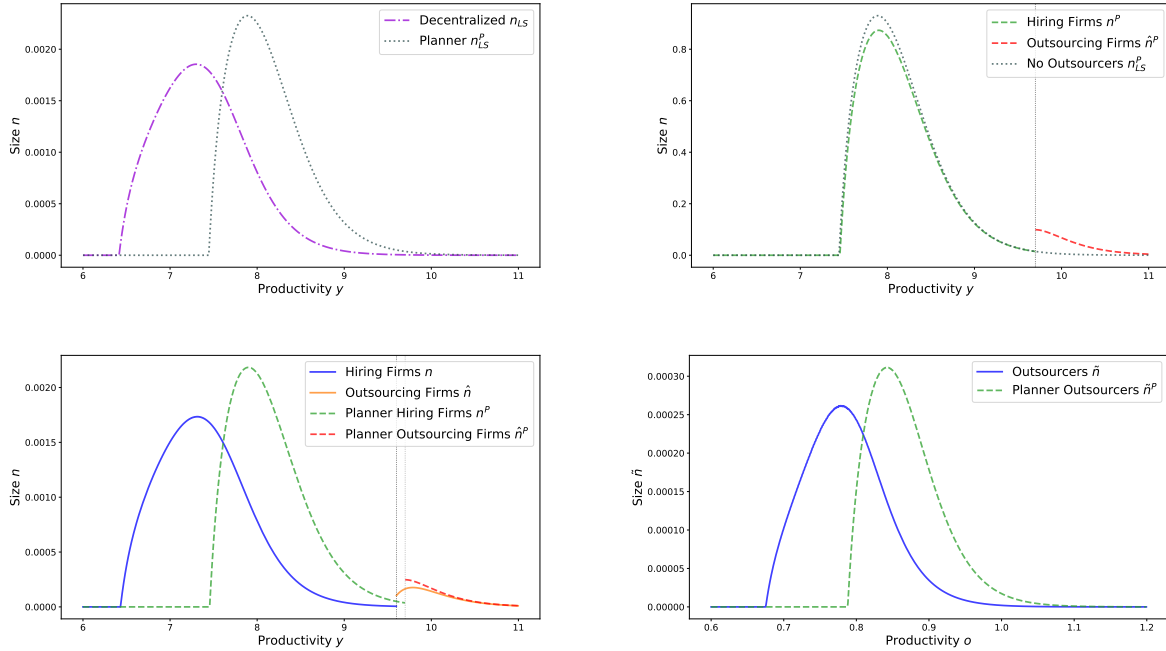 Decentralized n_LS
Planner n^P_LS
0.0020
0.0015
0.0010
0.0005
0.0000
Size n
6 7 8 9 10 11
Productivity y
Hiring Firms n^P
Outsourcing Firms n̂^P
No Outsourcers n^P_LS
0.8
0.6
0.4
0.2
0.0
Size n
6 7 8 9 10 11
Productivity y
Hiring Firms n
Outsourcing Firms n̂
Planner Hiring Firms n^P
Planner Outsourcing Firms n̂^P
0.0020
0.0015
0.0010
0.0005
0.0000
Size n
6 7 8 9 10 11
Productivity y
Outsourcers ñ
Planner Outsourcers ñ^P
0.00030
0.00025
0.00020
0.00015
0.00010
0.00005
0.00000
Size ñ
0.6 0.7 0.8 0.9 1.0 1.1 1.2
Productivity o